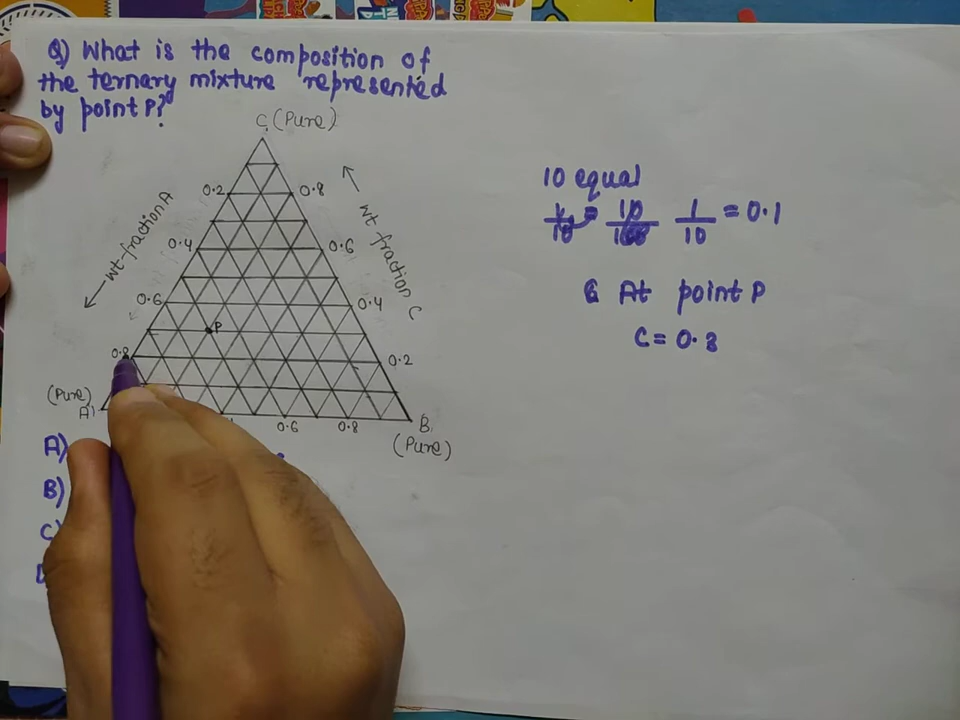 Q) What is the composition of
the ternary mixture represented
by point P?
C (Pure)
0.2 0.8
0.4 0.6
0.6 0.4
0.8 0.2
← wt fraction A
← wt fraction C
P
(Pure)
A
0.6 0.8
B
(Pure)
A)
B)
C)
10 equal
1/10 = 10/100 1/10 = 0.1
At point P
C = 0.3